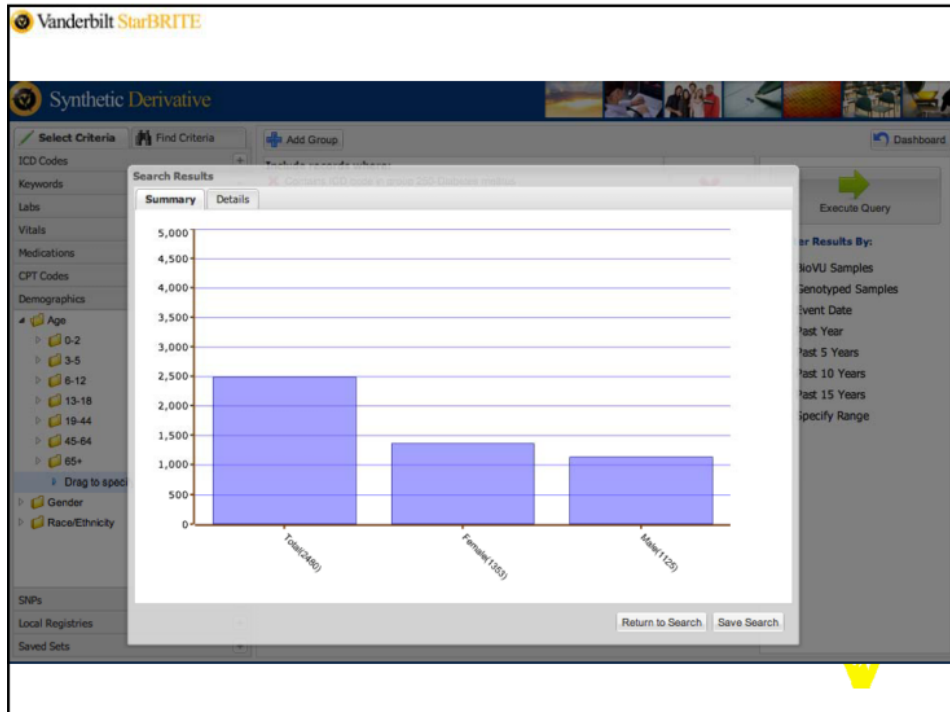 Vanderbilt StarBRITE
Synthetic Derivative
Select Criteria
Find Criteria
Add Group
Dashboard
ICD Codes
Keywords
Labs
Vitals
Medications
CPT Codes
Demographics
Age
0-2
3-5
6-12
13-18
19-44
45-64
65+
Drag to speci
Gender
Race/Ethnicity
SNPs
Local Registries
Saved Sets
Include records where:
Search Results
Summary
Details
5,000
4,500
4,000
3,500
3,000
2,500
2,000
1,500
1,000
500
0
Total(2480)
Female(1353)
Male(1125)
Return to Search
Save Search
Execute Query
er Results By:
BioVU Samples
Genotyped Samples
Event Date
Past Year
Past 5 Years
Past 10 Years
Past 15 Years
Specify Range